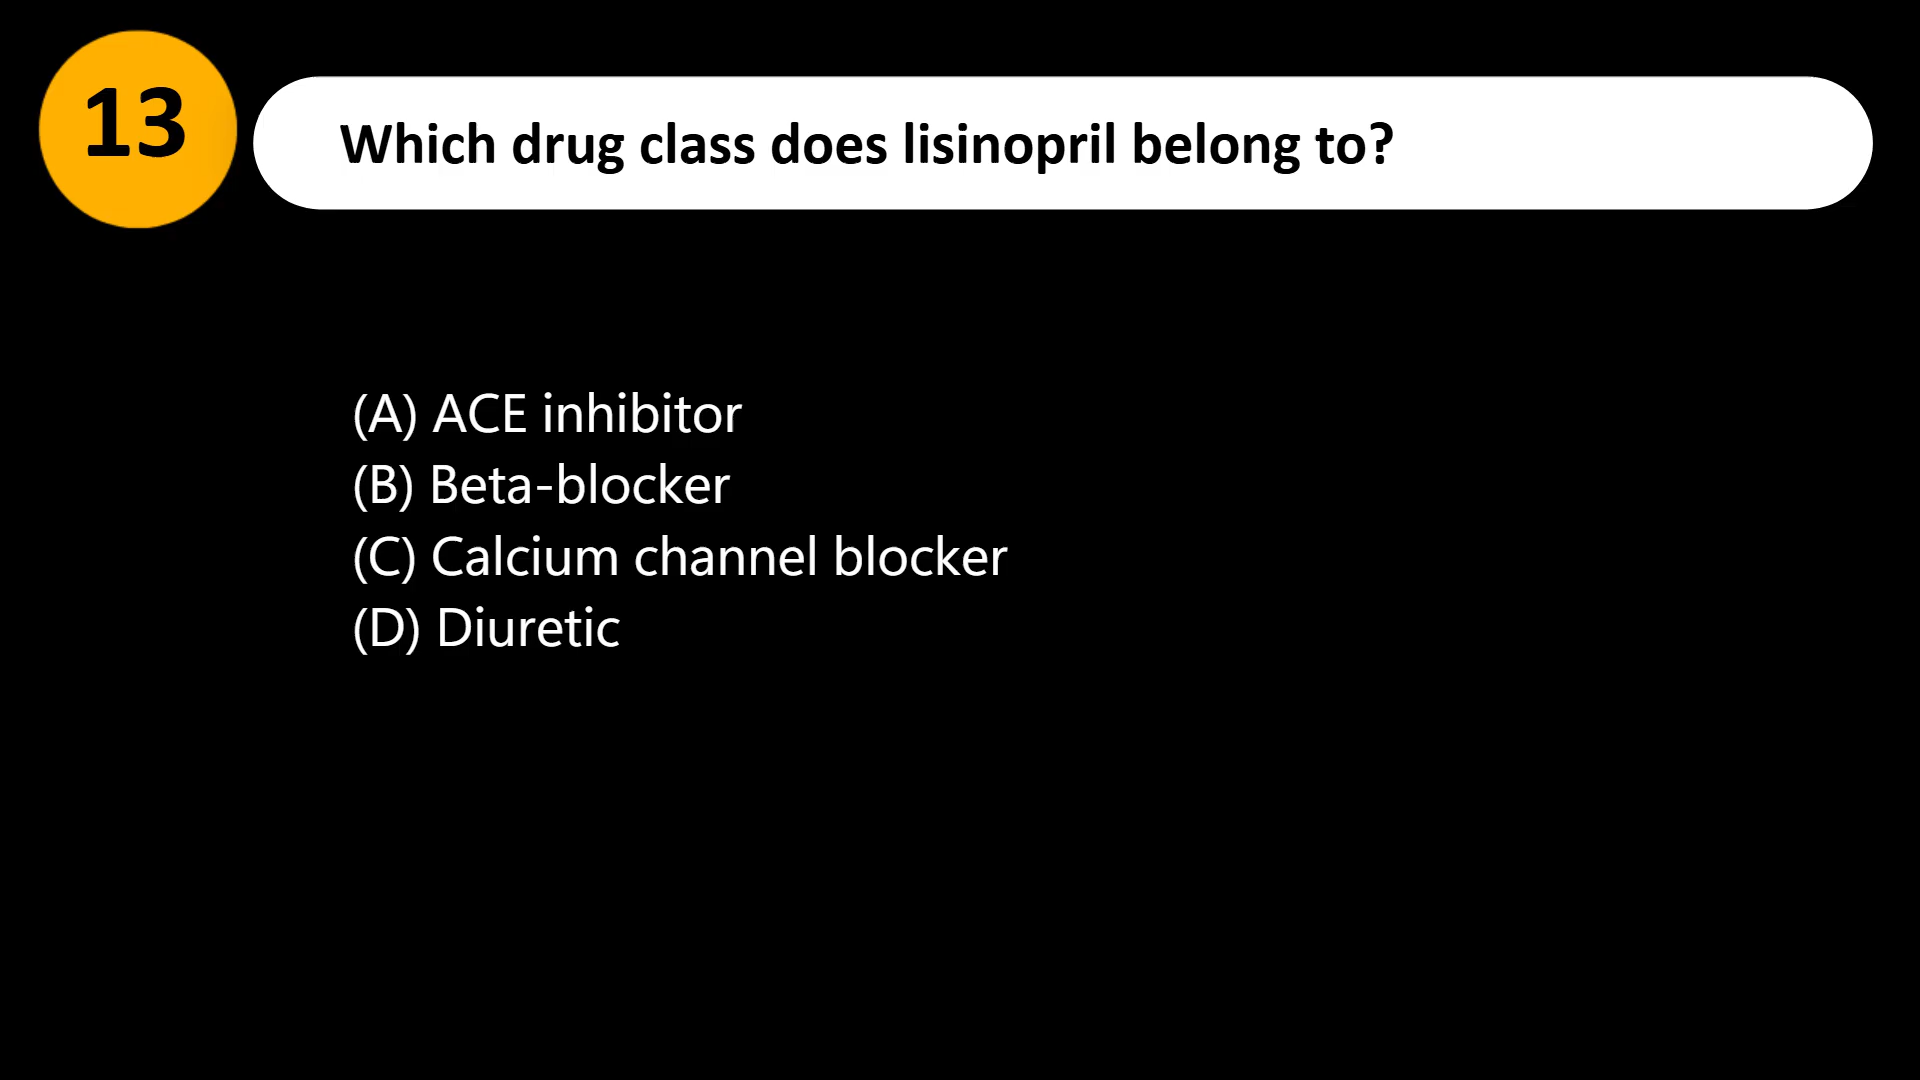 13
Which drug class does lisinopril belong to?
(A) ACE inhibitor
(B) Beta-blocker
(C) Calcium channel blocker
(D) Diuretic